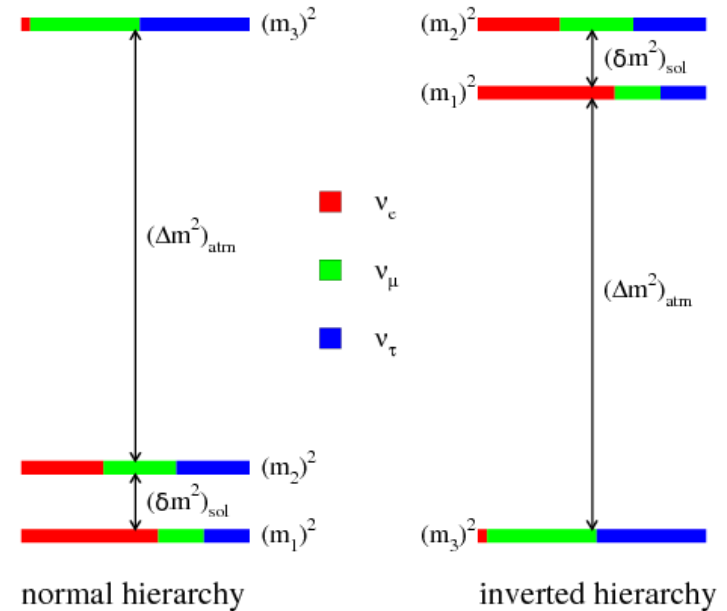 (m₃)²
(m₂)²
(δm²)sol
(m₁)²
(Δm²)atm
νe
νμ
ντ
(Δm²)atm
(m₂)²
(δm²)sol
(m₁)²
(m₃)²
normal hierarchy
inverted hierarchy